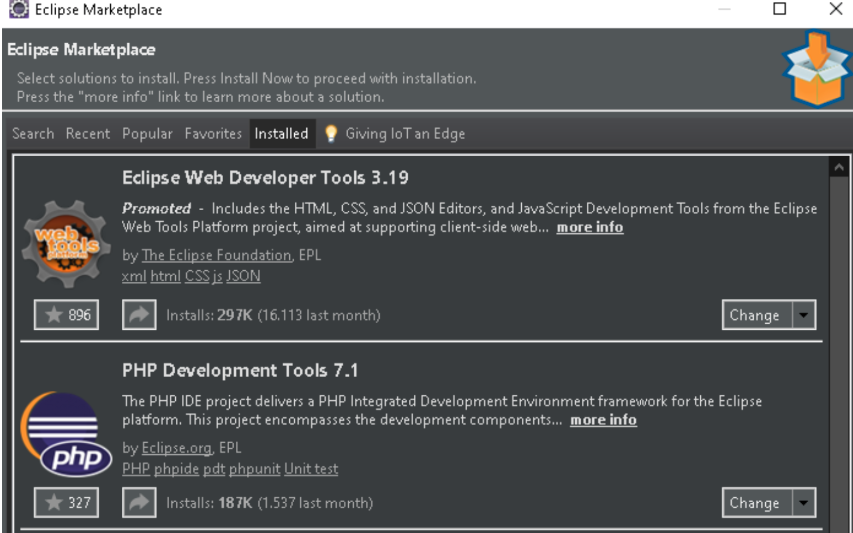 Eclipse Marketplace
Eclipse Marketplace
Select solutions to install. Press Install Now to proceed with installation.
Press the "more info" link to learn more about a solution.
Search Recent Popular Favorites Installed Giving IoT an Edge
Eclipse Web Developer Tools 3.19
Promoted - Includes the HTML, CSS, and JSON Editors, and JavaScript Development Tools from the Eclipse
Web Tools Platform project, aimed at supporting client-side web... more info
web
tools
platform
by The Eclipse Foundation, EPL
xml html CSS js JSON
896 Installs: 297K (16.113 last month) Change
PHP Development Tools 7.1
The PHP IDE project delivers a PHP Integrated Development Environment framework for the Eclipse
platform. This project encompasses the development components... more info
php
by Eclipse.org, EPL
PHP phpide pdt phpunit Unit test
327 Installs: 187K (1.537 last month) Change